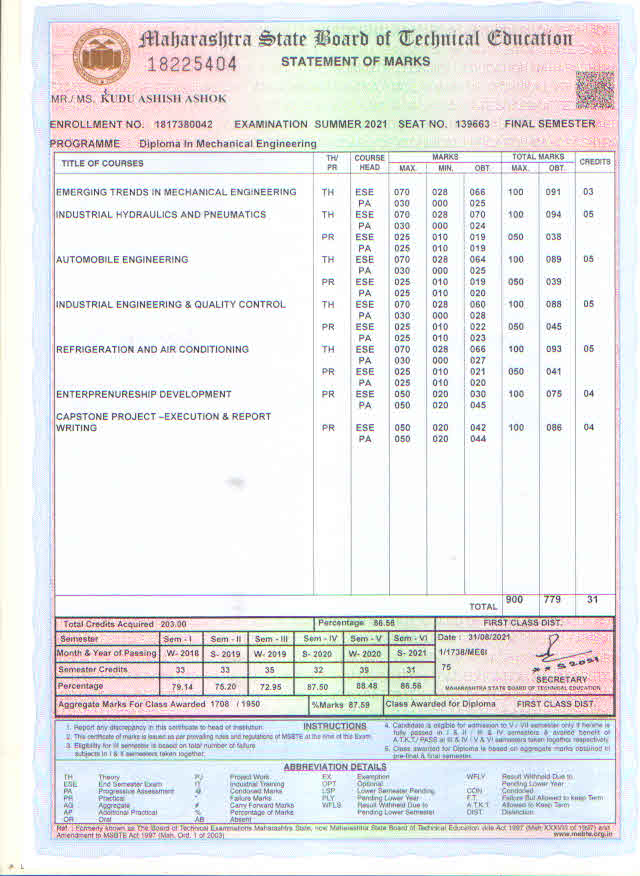 Maharashtra State Board of Technical Education
18225404
STATEMENT OF MARKS
MR./ MS. KUDU ASHISH ASHOK
ENROLLMENT NO. 1817380042 EXAMINATION SUMMER 2021 SEAT NO. 139663 FINAL SEMESTER
PROGRAMME Diploma In Mechanical Engineering
TITLE OF COURSES TH/ PR COURSE HEAD MARKS MAX. MIN. OBT. TOTAL MARKS MAX. OBT. CREDITS
EMERGING TRENDS IN MECHANICAL ENGINEERING TH ESE 070 028 066 100 091 03
PA 030 000 025
INDUSTRIAL HYDRAULICS AND PNEUMATICS TH ESE 070 028 070 100 094 05
PA 030 000 024
PR ESE 025 010 019 050 038
PA 025 010 019
AUTOMOBILE ENGINEERING TH ESE 070 028 064 100 089 05
PA 030 000 025
PR ESE 025 010 019 050 039
PA 025 010 020
INDUSTRIAL ENGINEERING & QUALITY CONTROL TH ESE 070 028 060 100 088 05
PA 030 000 028
PR ESE 025 010 022 050 045
PA 025 010 023
REFRIGERATION AND AIR CONDITIONING TH ESE 070 028 066 100 093 05
PA 030 000 027
PR ESE 025 010 021 050 041
PA 025 010 020
ENTERPRENURESHIP DEVELOPMENT PR ESE 050 020 030 100 075 04
PA 050 020 045
CAPSTONE PROJECT –EXECUTION & REPORT
WRITING PR ESE 050 020 042 100 086 04
PA 050 020 044
TOTAL 900 779 31
Total Credits Acquired 203.00 Percentage 86.56 FIRST CLASS DIST.
Semester Sem - I Sem - II Sem - III Sem - IV Sem - V Sem - VI Date : 31/08/2021
Month & Year of Passing W- 2018 S- 2019 W- 2019 S- 2020 W- 2020 S- 2021 1/1738/ME6I
Semester Credits 33 33 35 32 39 31 75
Percentage 79.14 75.20 72.95 87.50 88.48 86.56
SECRETARY
MAHARASHTRA STATE BOARD OF TECHNICAL EDUCATION
Aggregate Marks For Class Awarded 1708 / 1950 %Marks 87.59 Class Awarded for Diploma FIRST CLASS DIST.
INSTRUCTIONS
1. Report any discrepancy in this certificate to head of institution.
2. This certificate of marks is issued as per prevailing rules and regulations of MSBTE at the time of the Exam.
3. Eligibility for III semester is based on total number of failure
subjects in I & II semesters taken together.
4. Candidate is eligible for admission to V / VII semester only if he/she is
fully passed in I & II / III & IV semesters & availed benefit of
A.T.K.T./ PASS at III & IV / V & VI semesters taken together respectively.
5. Class awarded for Diploma is based on aggregate marks obtained in
pre-final & final semester.
ABBREVIATION DETAILS
TH Theory PJ Project Work EX Exemption WFLY Result Withheld Due to
ESE End Semester Exam IT Industrial Training OPT Optional Pending Lower Year
PA Progressive Assessment @ Condoned Marks LSP Lower Semester Pending CON Condoned
PR Practical * Failure Marks PLY Pending Lower Year F.T. Failure But Allowed to Keep Term
AG Aggregate # Carry Forward Marks WFLS Result Withheld Due to A.T.K.T. Allowed to Keep Term
AP Additional Practical % Percentage of Marks Pending Lower Semester DIST. Distinction
OR Oral AB Absent
Ref. : Formerly known as The Board of Technical Examinations Maharashtra State, now Maharashtra State Board of Technical Education vide Act 1997 (Mah. XXXVIII of 1997) and
Amendment to MSBTE Act 1997 (Mah. Ord. 1 of 2003) www.msbte.org.in